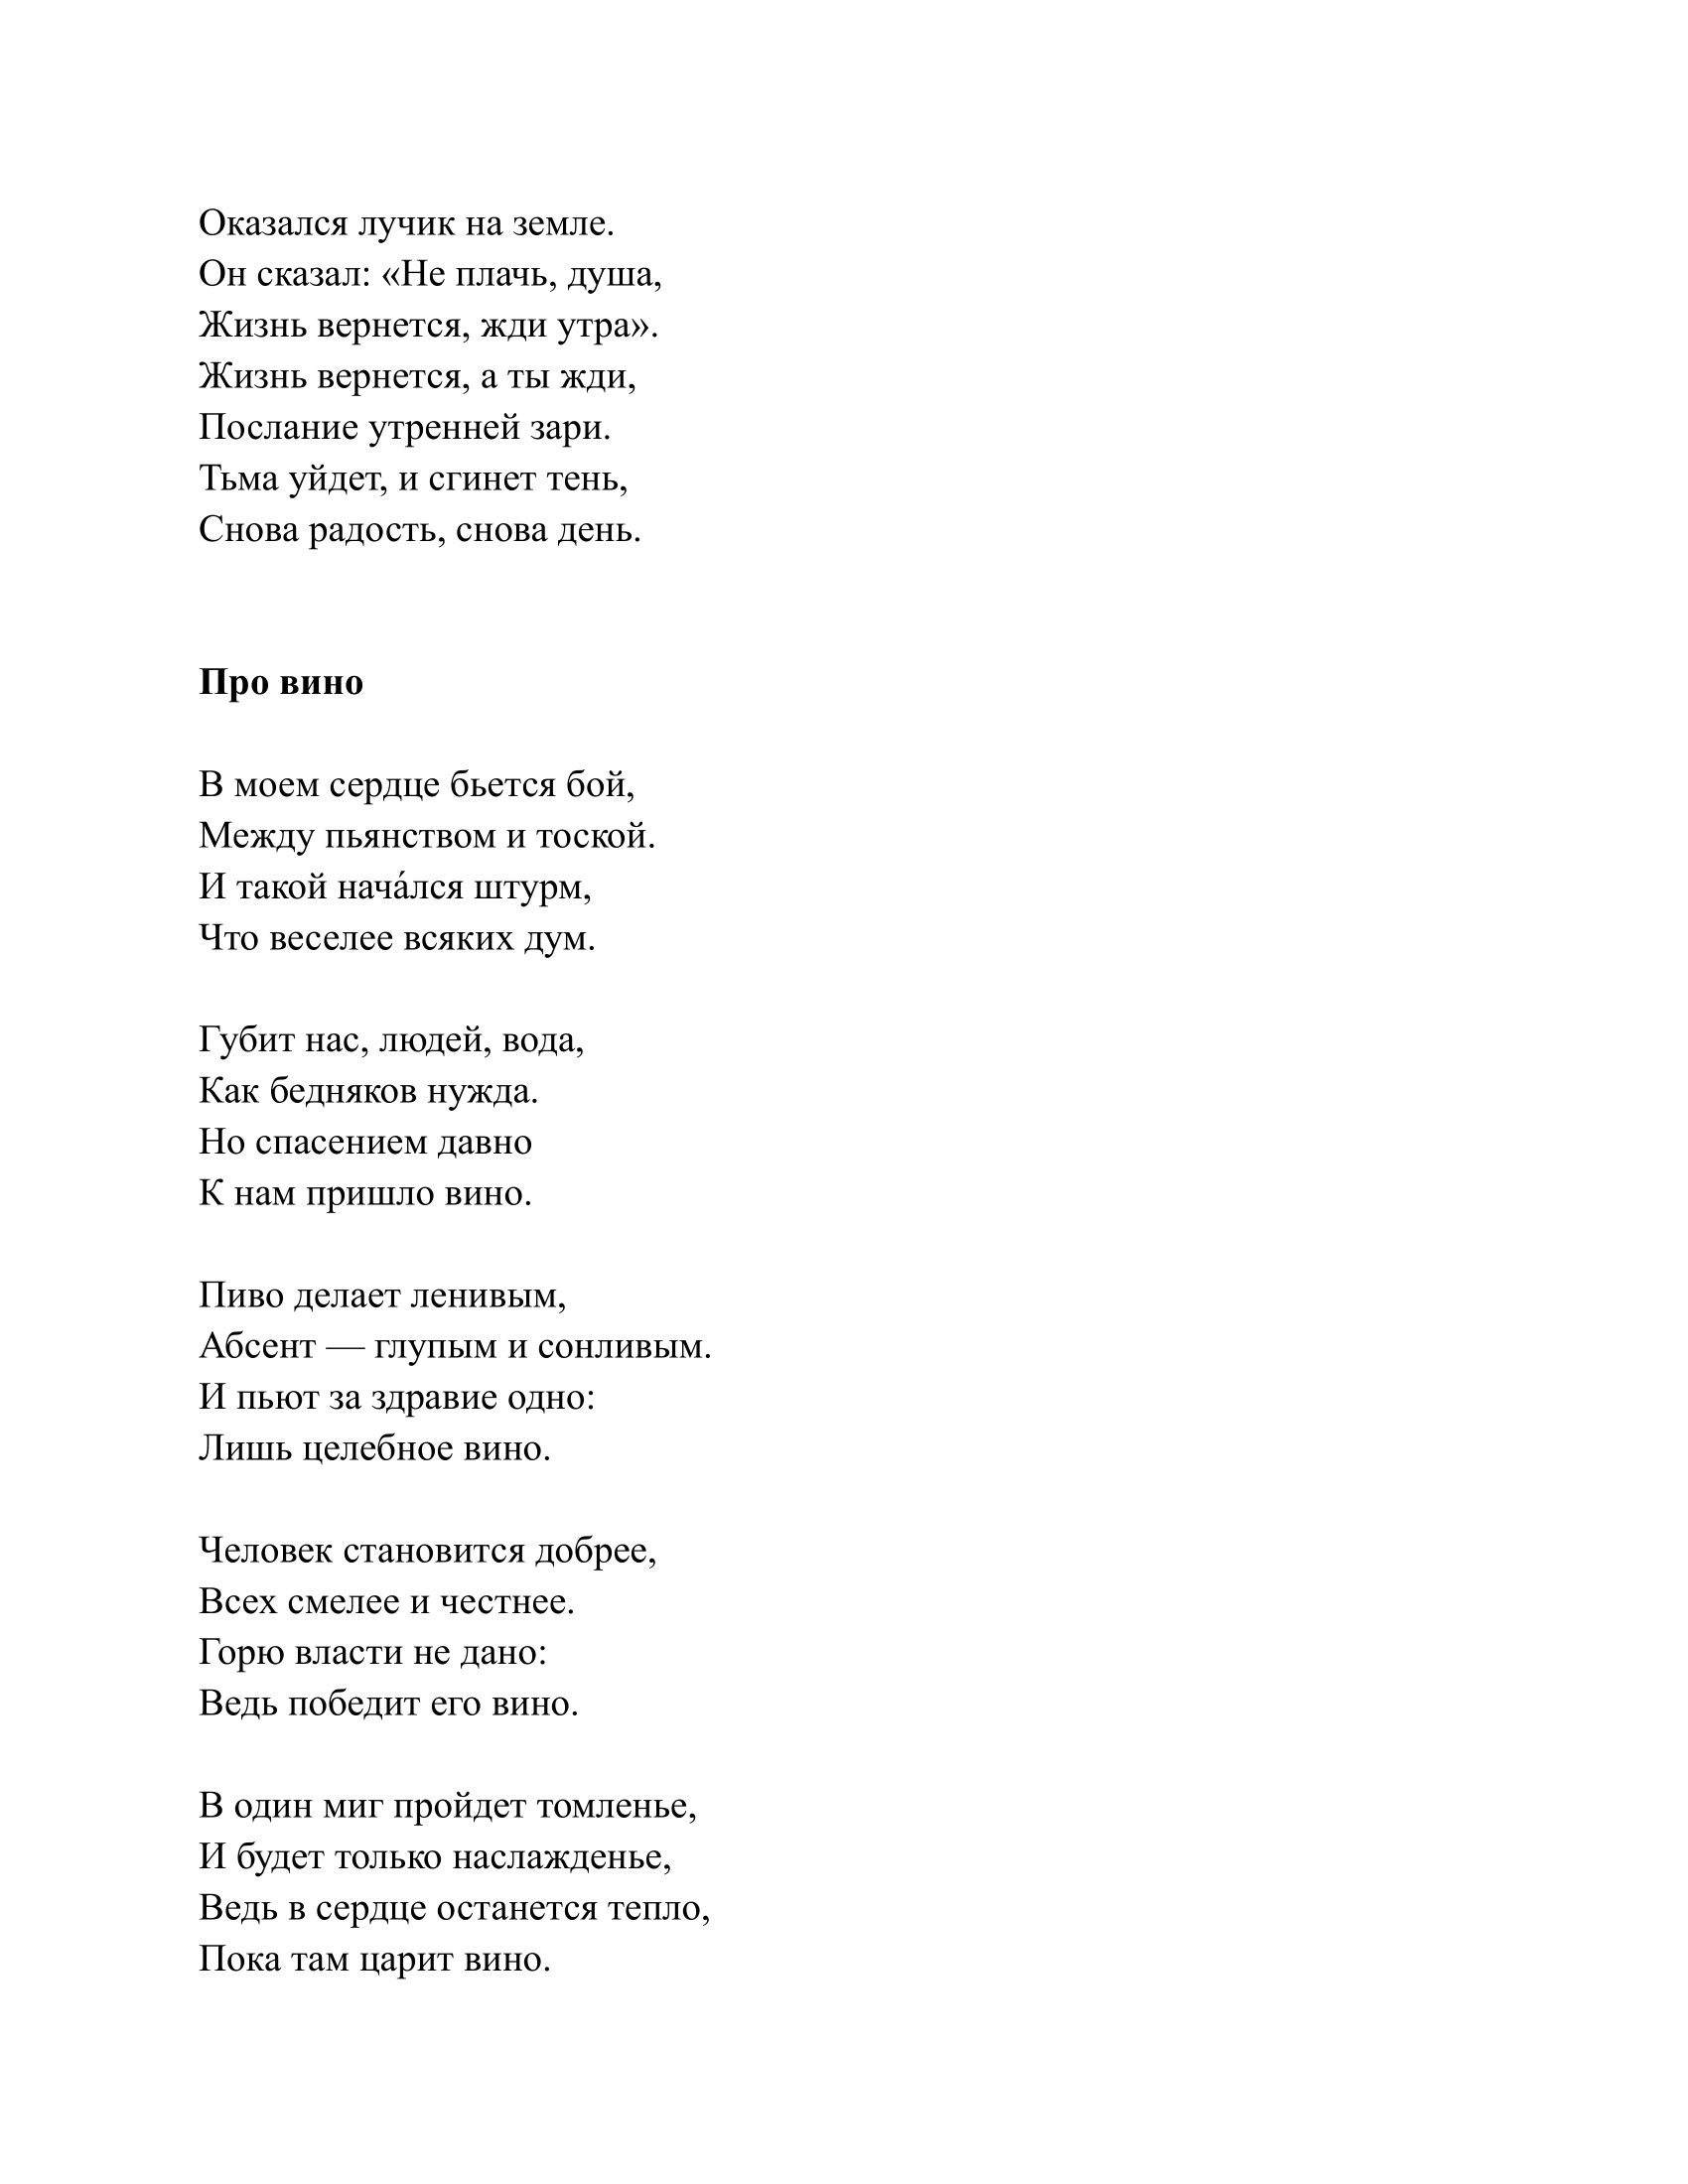 Оказался лучик на земле.
Он сказал: «Не плачь, душа,
Жизнь вернется, жди утра».
Жизнь вернется, а ты жди,
Послание утренней зари.
Тьма уйдет, и сгинет тень,
Снова радость, снова день.
Про вино
В моем сердце бьется бой,
Между пьянством и тоской.
И такой нача́лся штурм,
Что веселее всяких дум.
Губит нас, людей, вода,
Как бедняков нужда.
Но спасением давно
К нам пришло вино.
Пиво делает ленивым,
Абсент — глупым и сонливым.
И пьют за здравие одно:
Лишь целебное вино.
Человек становится добрее,
Всех смелее и честнее.
Горю власти не дано:
Ведь победит его вино.
В один миг пройдет томленье,
И будет только наслажденье,
Ведь в сердце останется тепло,
Пока там царит вино.